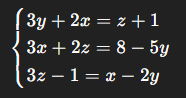 3y + 2x = z + 1
3x + 2z = 8 − 5y
3z − 1 = x − 2y